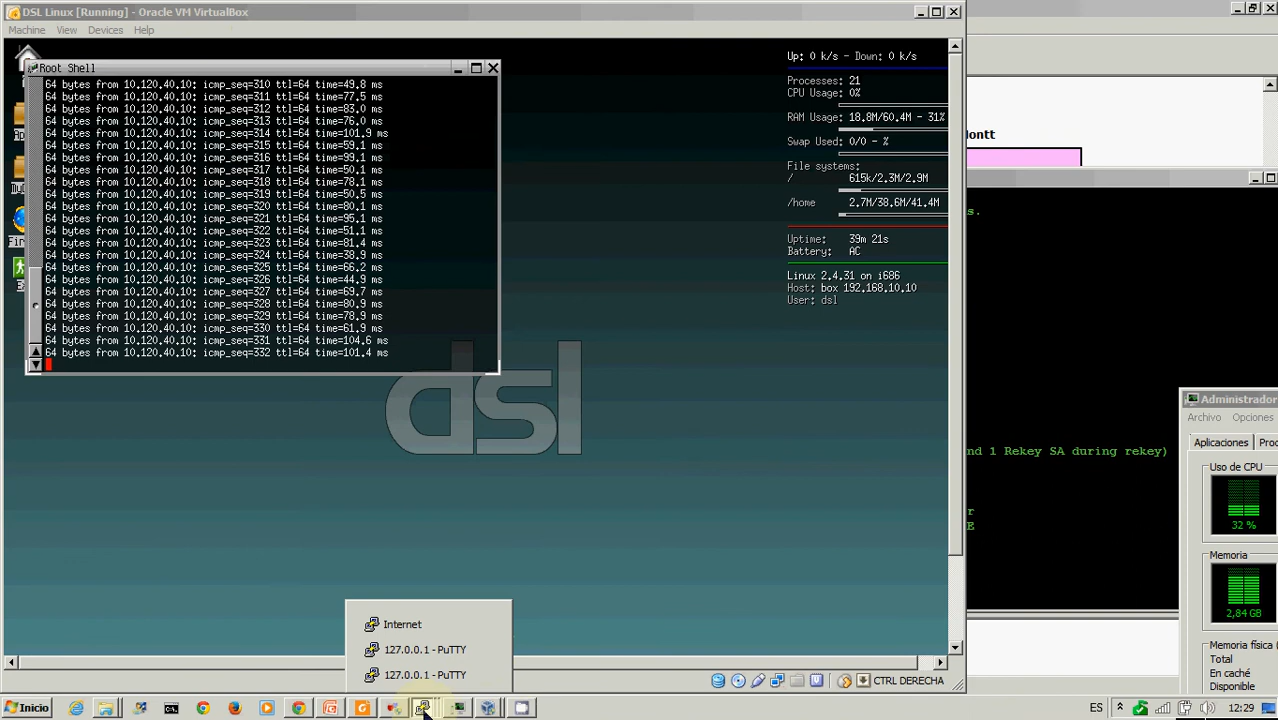 DSL Linux [Running] - Oracle VM VirtualBox
Machine View Devices Help
Root Shell
64 bytes from 10.120.40.10: icmp_seq=310 ttl=64 time=49.8 ms
64 bytes from 10.120.40.10: icmp_seq=311 ttl=64 time=77.5 ms
64 bytes from 10.120.40.10: icmp_seq=312 ttl=64 time=83.0 ms
64 bytes from 10.120.40.10: icmp_seq=313 ttl=64 time=76.0 ms
64 bytes from 10.120.40.10: icmp_seq=314 ttl=64 time=101.9 ms
64 bytes from 10.120.40.10: icmp_seq=315 ttl=64 time=59.1 ms
64 bytes from 10.120.40.10: icmp_seq=316 ttl=64 time=99.1 ms
64 bytes from 10.120.40.10: icmp_seq=317 ttl=64 time=50.1 ms
64 bytes from 10.120.40.10: icmp_seq=318 ttl=64 time=78.1 ms
64 bytes from 10.120.40.10: icmp_seq=319 ttl=64 time=50.5 ms
64 bytes from 10.120.40.10: icmp_seq=320 ttl=64 time=80.1 ms
64 bytes from 10.120.40.10: icmp_seq=321 ttl=64 time=95.1 ms
64 bytes from 10.120.40.10: icmp_seq=322 ttl=64 time=51.1 ms
64 bytes from 10.120.40.10: icmp_seq=323 ttl=64 time=81.4 ms
64 bytes from 10.120.40.10: icmp_seq=324 ttl=64 time=38.9 ms
64 bytes from 10.120.40.10: icmp_seq=325 ttl=64 time=66.2 ms
64 bytes from 10.120.40.10: icmp_seq=326 ttl=64 time=44.9 ms
64 bytes from 10.120.40.10: icmp_seq=327 ttl=64 time=69.7 ms
64 bytes from 10.120.40.10: icmp_seq=328 ttl=64 time=80.9 ms
64 bytes from 10.120.40.10: icmp_seq=329 ttl=64 time=78.9 ms
64 bytes from 10.120.40.10: icmp_seq=330 ttl=64 time=61.9 ms
64 bytes from 10.120.40.10: icmp_seq=331 ttl=64 time=104.6 ms
64 bytes from 10.120.40.10: icmp_seq=332 ttl=64 time=101.4 ms
Up: 0 k/s - Down: 0 k/s
Processes: 21
CPU Usage: 0%
RAM Usage: 18.8M/60.4M - 31%
Swap Used: 0/0 - %
File systems:
/ 615k/2.3M/2.9M
/home 2.7M/38.6M/41.4M
Uptime: 39m 21s
Battery: AC
Linux 2.4.31 on i686
Host: box 192.168.10.10
User: dsl
dsl
ontt
s.
nd 1 Rekey SA during rekey)
r
E
Administrador
Archivo Opciones
Aplicaciones Proc
Uso de CPU
32 %
Memoria
2,84 GB
Memoria física (
Total
En caché
Disponible
Internet
127.0.0.1 - PuTTY
127.0.0.1 - PuTTY
CTRL DERECHA
Inicio
ES
12:29